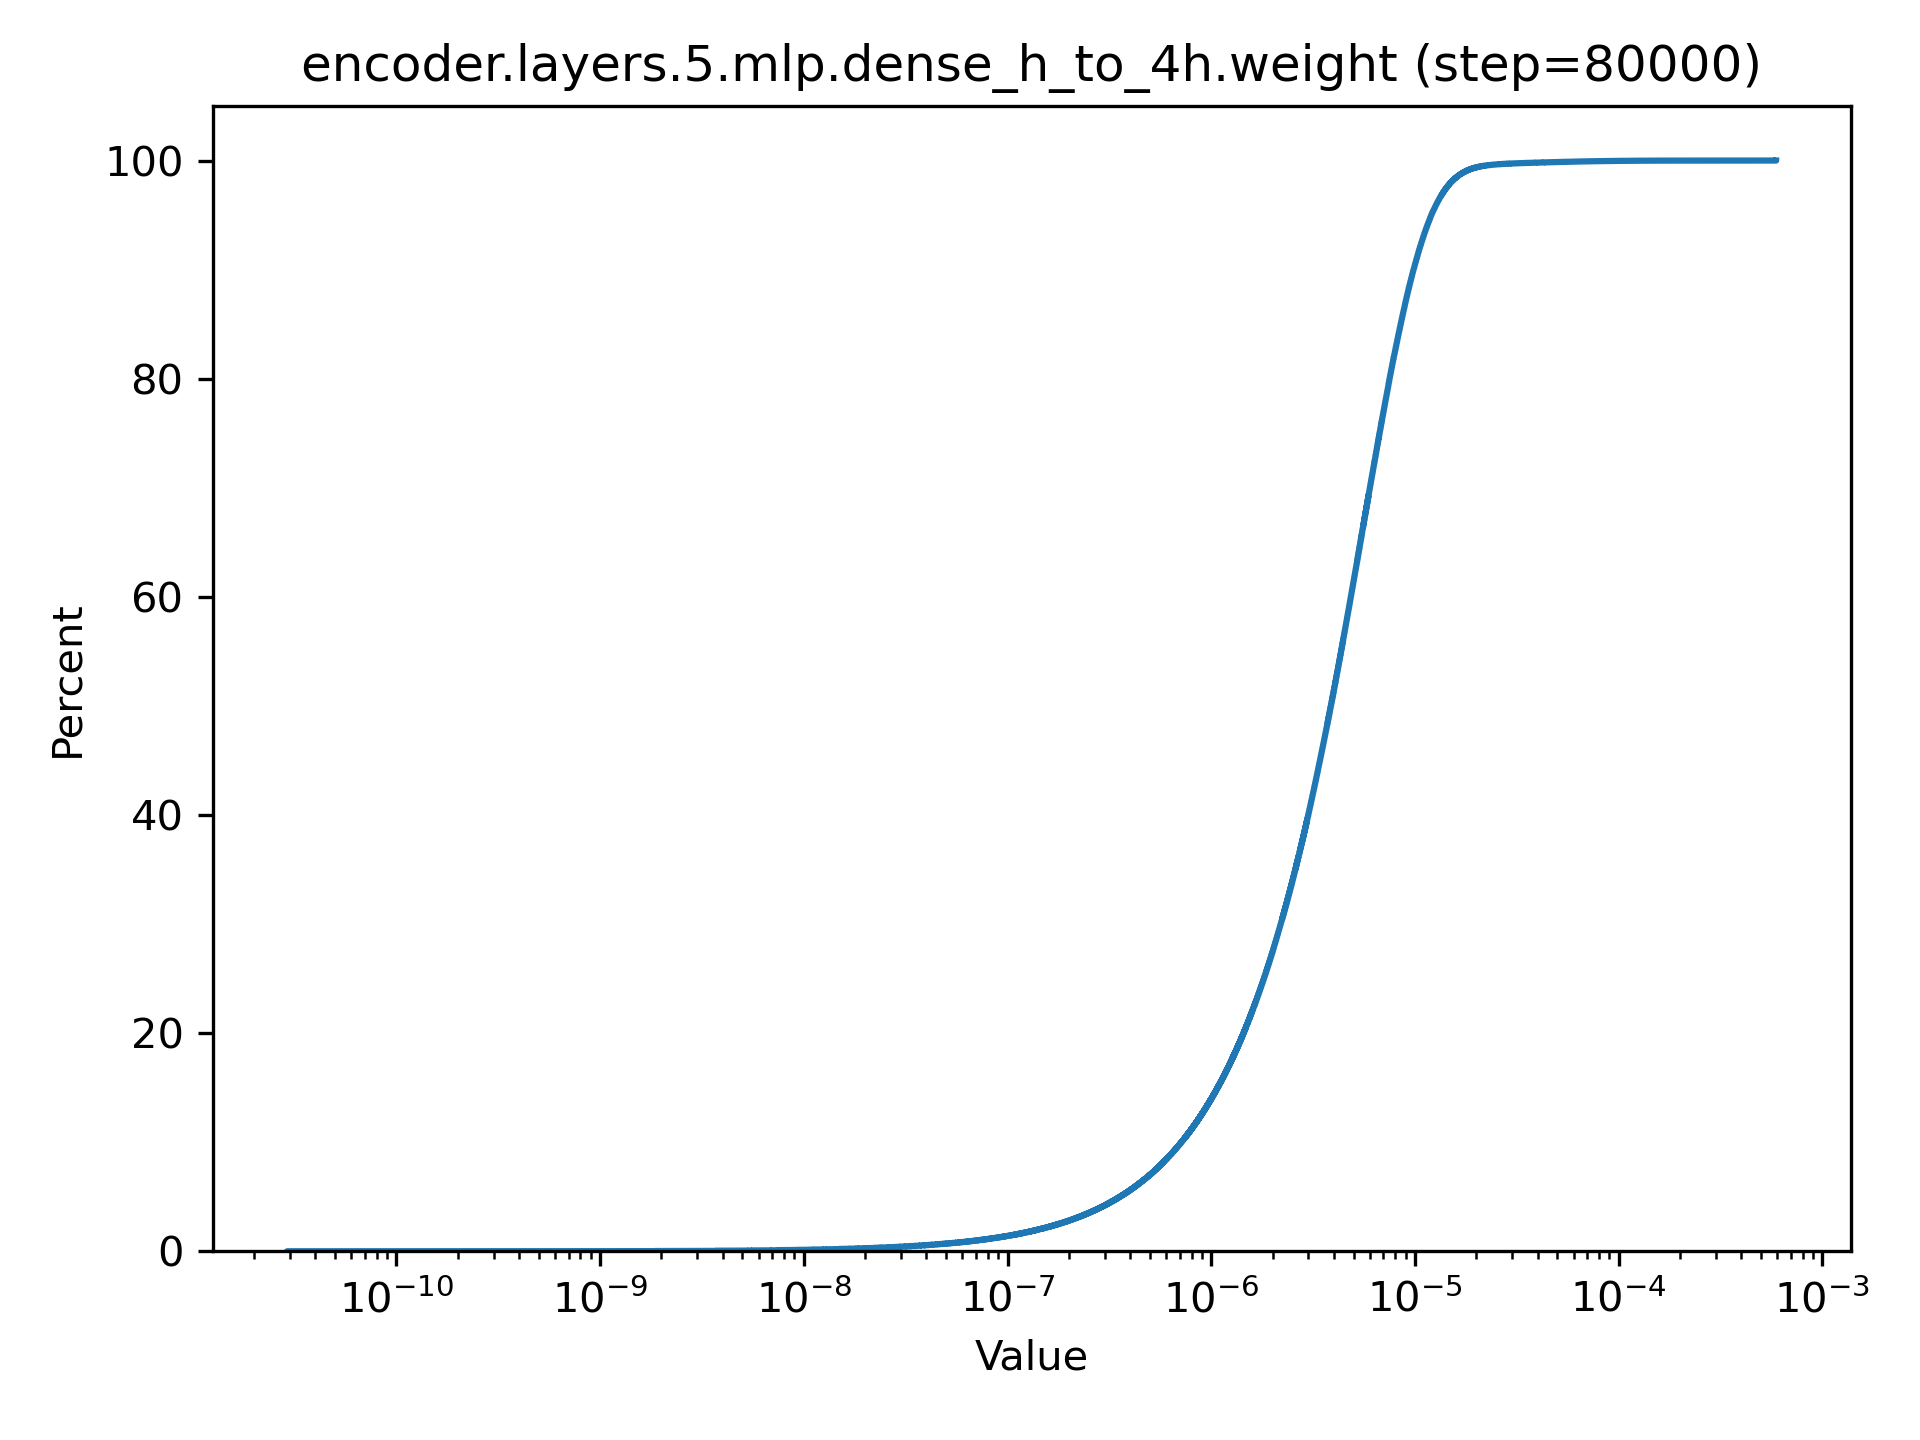 encoder.layers.5.mlp.dense_h_to_4h.weight (step=80000)
Percent
100
80
60
40
20
0
10⁻¹⁰ 10⁻⁹ 10⁻⁸ 10⁻⁷ 10⁻⁶ 10⁻⁵ 10⁻⁴ 10⁻³
Value